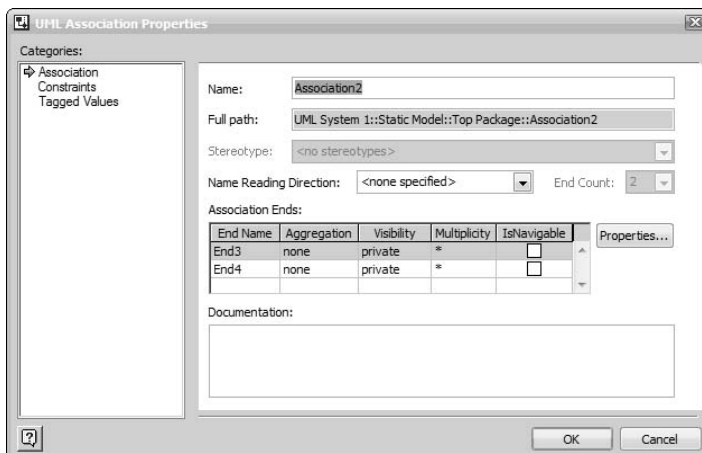 UML Association Properties
Categories:
Association
Constraints
Tagged Values
Name: Association2
Full path: UML System 1::Static Model::Top Package::Association2
Stereotype: <no stereotypes>
Name Reading Direction: <none specified> End Count: 2
Association Ends:
End Name Aggregation Visibility Multiplicity IsNavigable
End3 none private *
End4 none private *
Properties...
Documentation:
?
OK Cancel